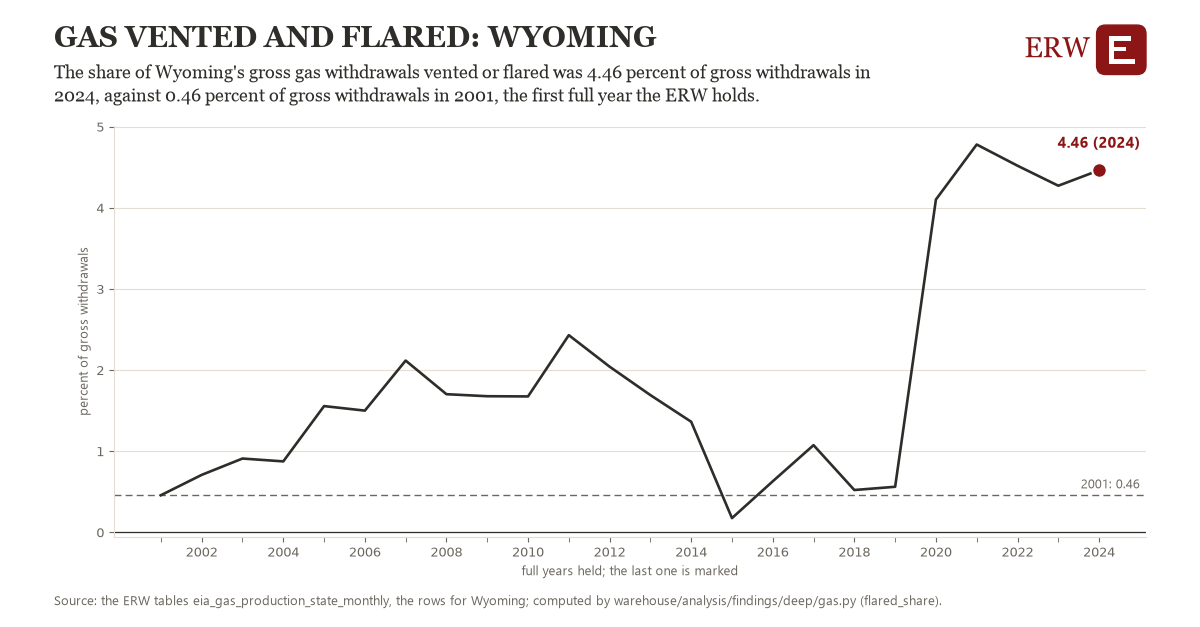 GAS VENTED AND FLARED: WYOMING
The share of Wyoming's gross gas withdrawals vented or flared was 4.46 percent of gross withdrawals in
2024, against 0.46 percent of gross withdrawals in 2001, the first full year the ERW holds.
ERW E
5
4
3
2
1
0
percent of gross withdrawals
4.46 (2024)
2001: 0.46
2002 2004 2006 2008 2010 2012 2014 2016 2018 2020 2022 2024
full years held; the last one is marked
Source: the ERW tables eia_gas_production_state_monthly, the rows for Wyoming; computed by warehouse/analysis/findings/deep/gas.py (flared_share).